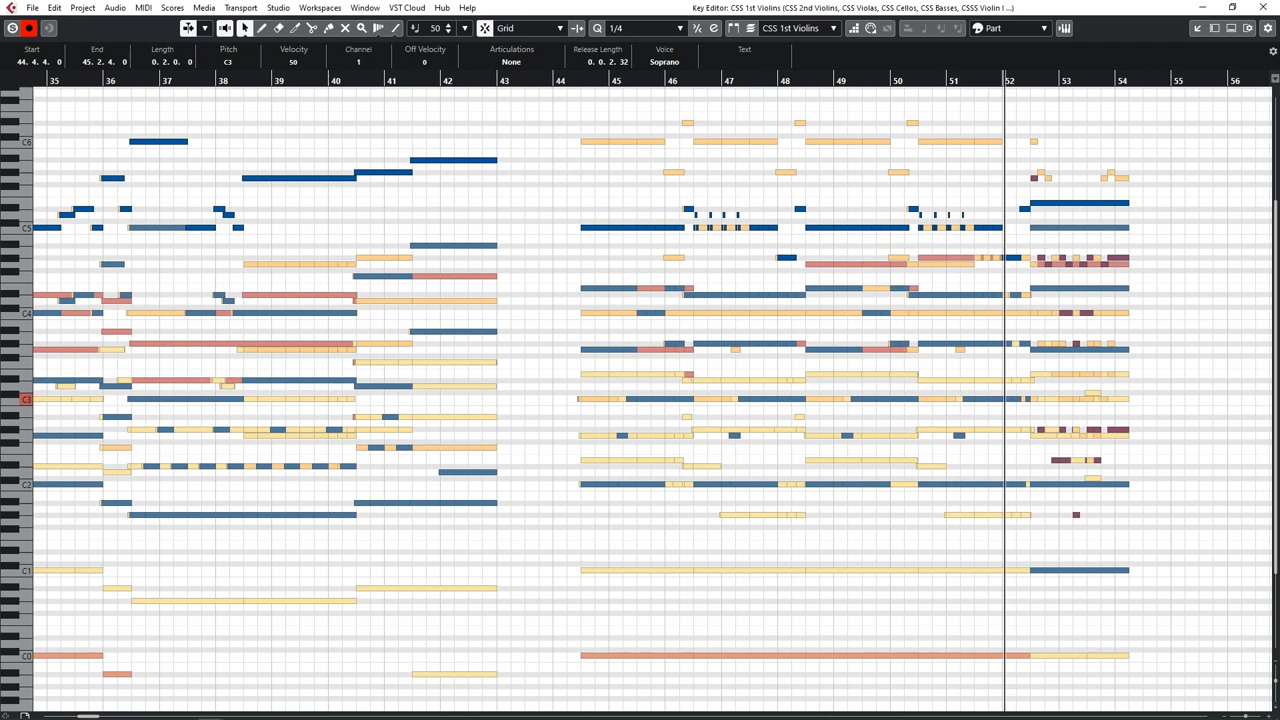 File Edit Project Audio MIDI Scores Media Transport Studio Workspaces Window VST Cloud Hub Help Key Editor: CSS 1st Violins (CSS 2nd Violins, CSS Violas, CSS Cellos, CSS Basses, CSSS Violin I ...)
50 Grid 1/4 CSS 1st Violins Part
Start End Length Pitch Velocity Channel Off Velocity Articulations Release Length Voice Text
44. 4. 4. 0 45. 2. 4. 0 0. 2. 0. 0 C3 50 1 0 None 0. 0. 2. 32 Soprano
35 36 37 38 39 40 41 42 43 44 45 46 47 48 49 50 51 52 53 54 55 56
C6
C5
C4
C3
C2
C1
C0